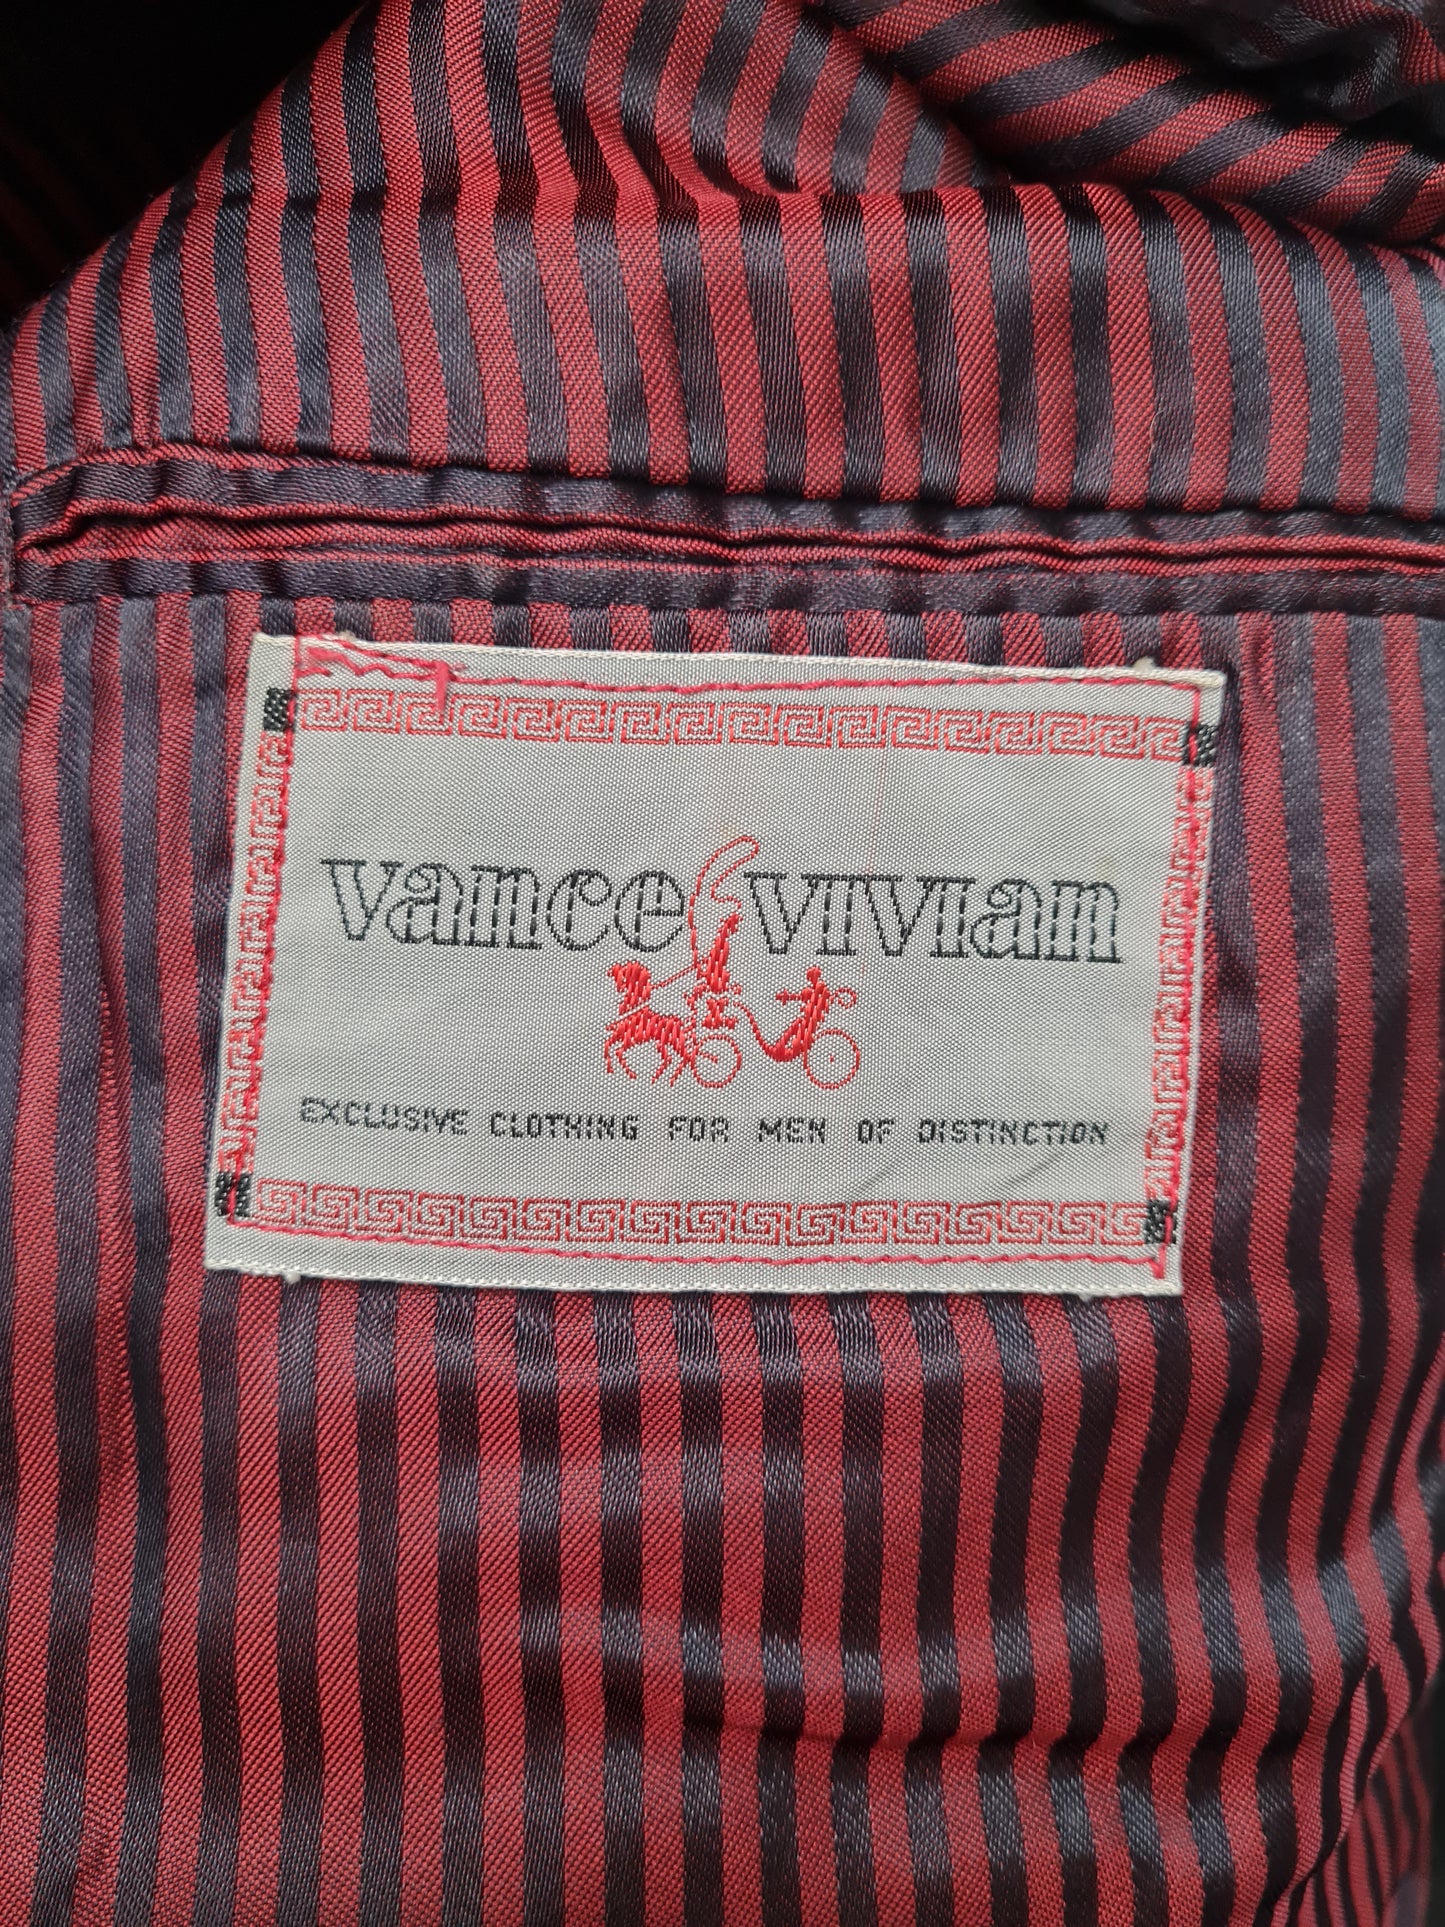 vance vivian
EXCLUSIVE CLOTHING FOR MEN OF DISTINCTION